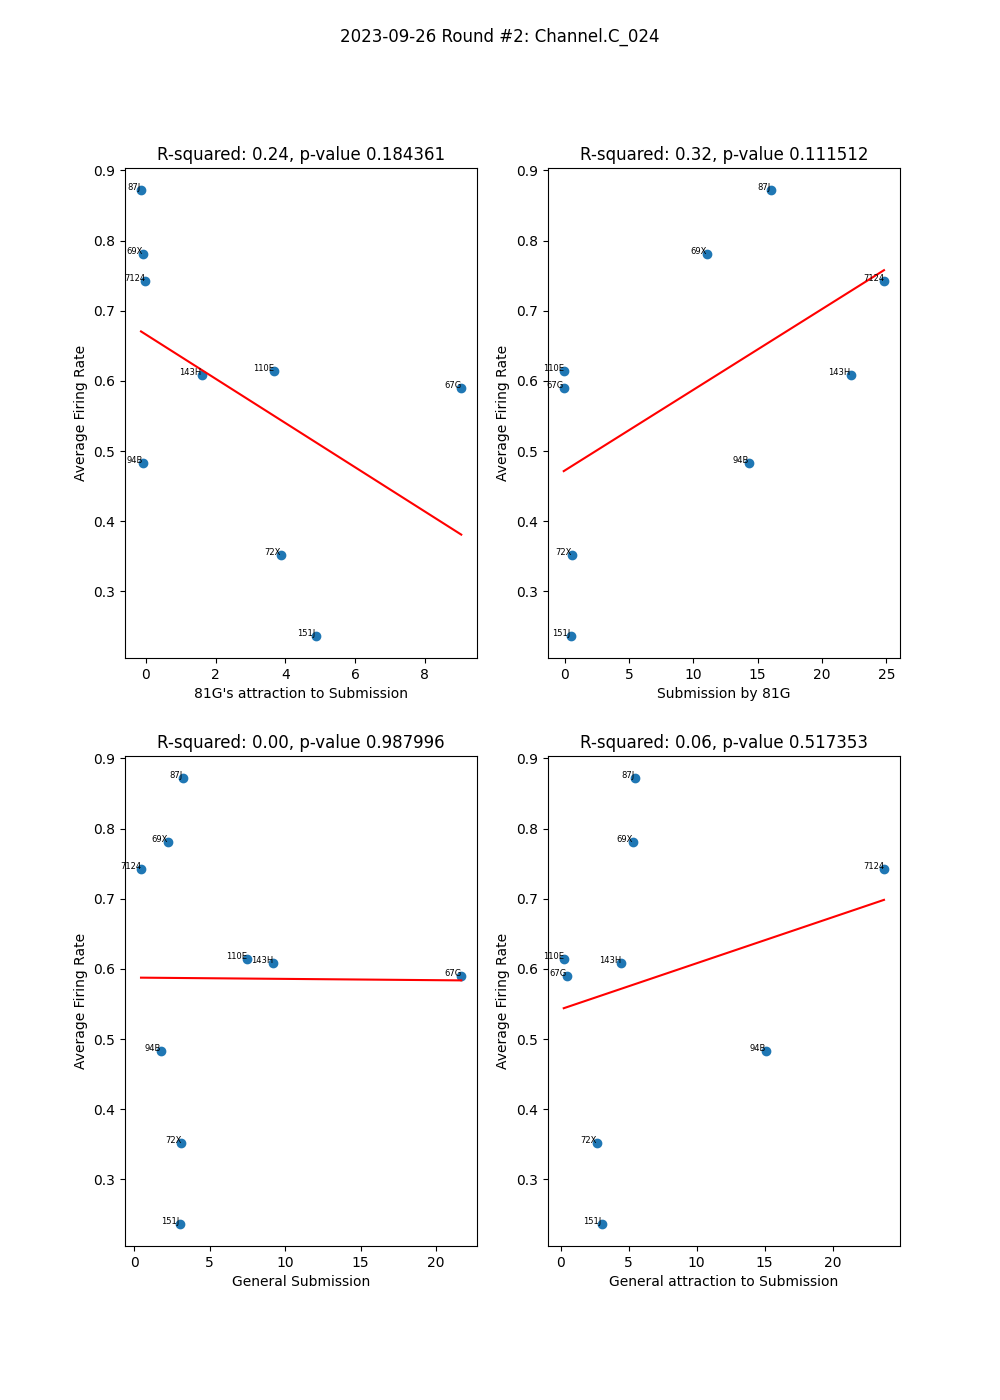 2023-09-26 Round #2: Channel.C_024
R-squared: 0.24, p-value 0.184361
0.9
0.8
0.7
0.6
0.5
0.4
0.3
Average Firing Rate
87J
69X
7124
143H
110E
67G
94B
72X
151J
0 2 4 6 8
81G's attraction to Submission
R-squared: 0.32, p-value 0.111512
0.9
0.8
0.7
0.6
0.5
0.4
0.3
Average Firing Rate
87J
69X
7124
110E
143H
67G
94B
72X
151J
0 5 10 15 20 25
Submission by 81G
R-squared: 0.00, p-value 0.987996
0.9
0.8
0.7
0.6
0.5
0.4
0.3
Average Firing Rate
87J
69X
7124
110E
143H
67G
94B
72X
151J
0 5 10 15 20
General Submission
R-squared: 0.06, p-value 0.517353
0.9
0.8
0.7
0.6
0.5
0.4
0.3
Average Firing Rate
87J
69X
7124
110E
143H
67G
94B
72X
151J
0 5 10 15 20
General attraction to Submission